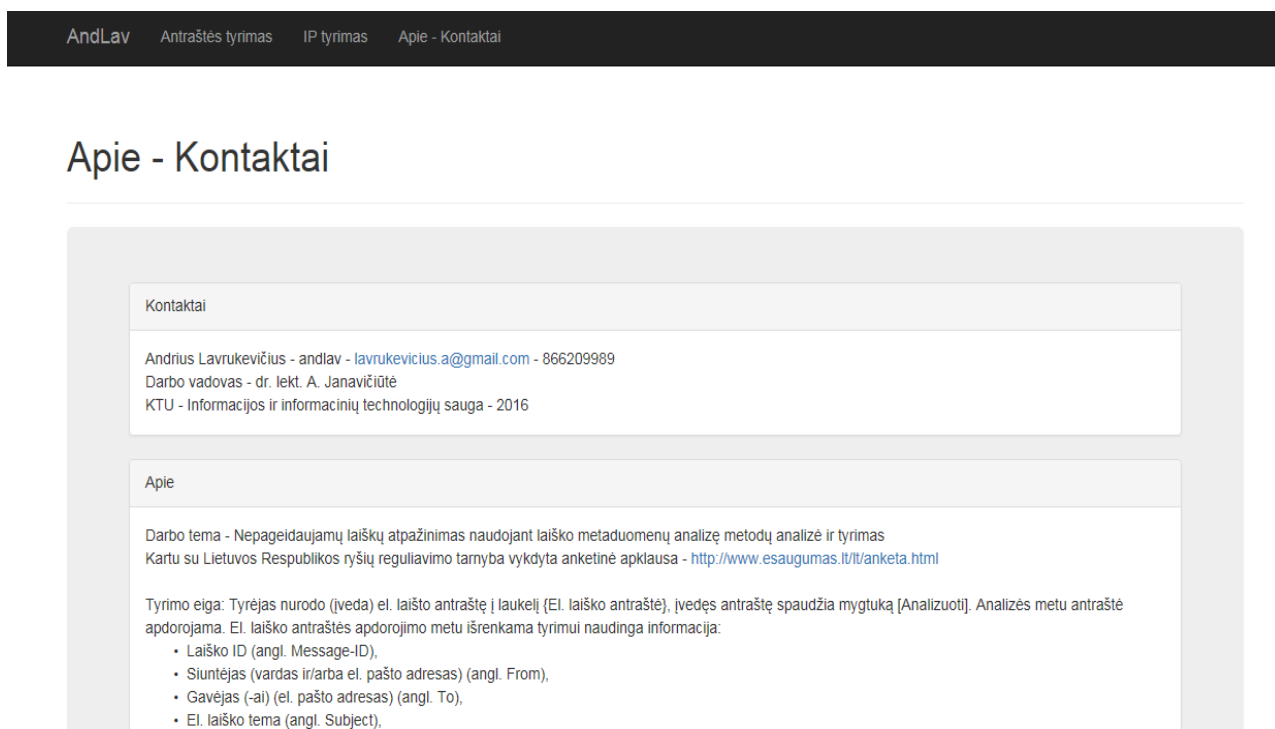 AndLav Antraštės tyrimas IP tyrimas Apie - Kontaktai
Apie - Kontaktai
Kontaktai
Andrius Lavrukevičius - andlav - lavrukevicius.a@gmail.com - 866209989
Darbo vadovas - dr. lekt. A. Janavičiūtė
KTU - Informacijos ir informacinių technologijų sauga - 2016
Apie
Darbo tema - Nepageidaujamų laiškų atpažinimas naudojant laiško metaduomenų analizę metodų analizė ir tyrimas
Kartu su Lietuvos Respublikos ryšių reguliavimo tarnyba vykdyta anketinė apklausa - http://www.esaugumas.lt/lt/anketa.html
Tyrimo eiga: Tyrėjas nurodo (įveda) el. laišto antraštę į laukelį {El. laiško antraštė}, įvedęs antraštę spaudžia mygtuką [Analizuoti]. Analizės metu antraštė
apdorojama. El. laiško antraštės apdorojimo metu išrenkama tyrimui naudinga informacija:
• Laiško ID (angl. Message-ID),
• Siuntėjas (vardas ir/arba el. pašto adresas) (angl. From),
• Gavėjas (-ai) (el. pašto adresas) (angl. To),
• El. laiško tema (angl. Subject),